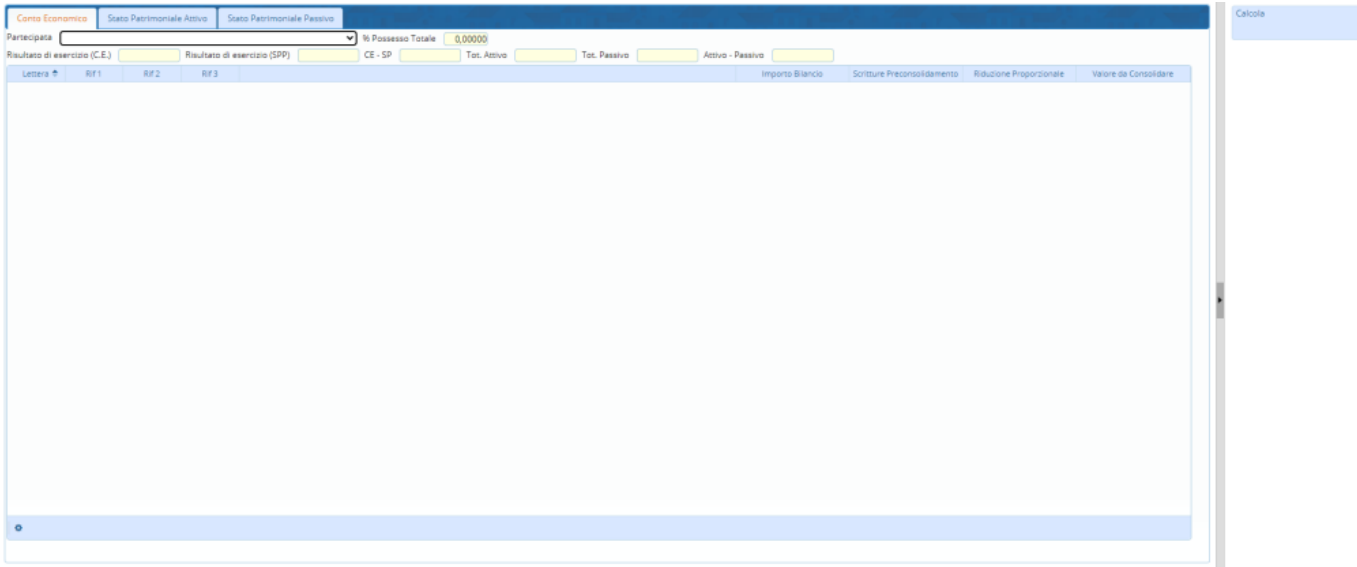 Conto Economico Stato Patrimoniale Attivo Stato Patrimoniale Passivo
Calcola
Partecipata % Possesso Totale 0,00000
Risultato di esercizio (C.E.) Risultato di esercizio (SPP) CE - SP Tot. Attivo Tot. Passivo Attivo - Passivo
Lettera Rif 1 Rif 2 Rif 3 Importo Bilancio Scritture Preconsolidamento Riduzione Proporzionale Valore da Consolidare